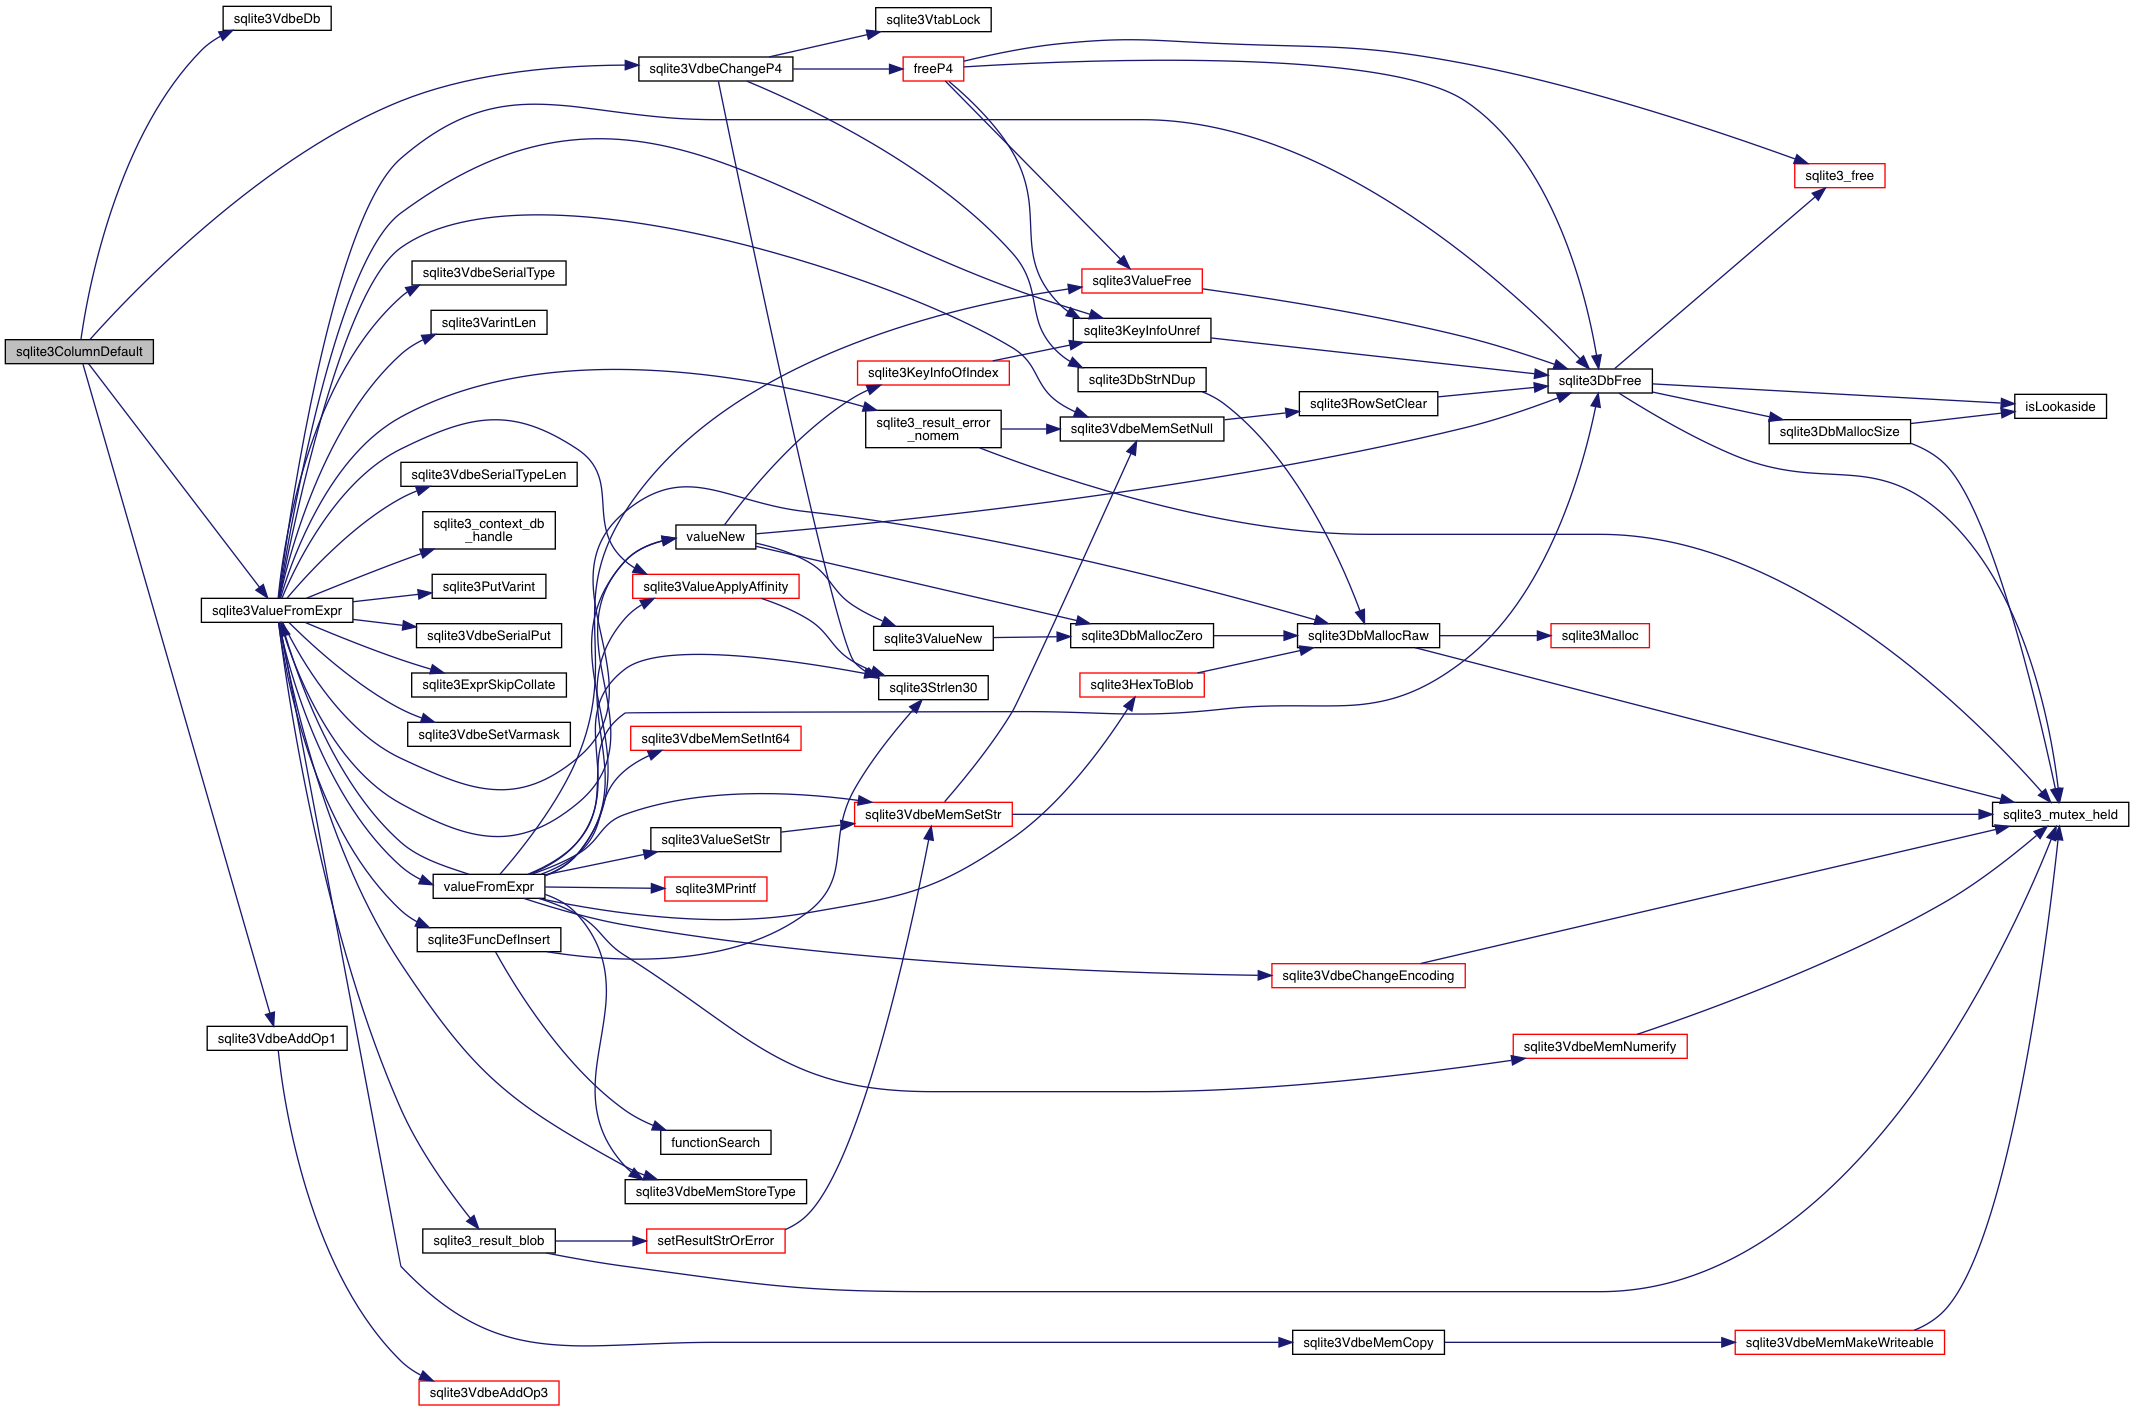 sqlite3VdbeDb
sqlite3VtabLock
sqlite3VdbeChangeP4
freeP4
sqlite3_free
sqlite3VdbeSerialType
sqlite3ValueFree
sqlite3VarintLen
sqlite3KeyInfoUnref
sqlite3ColumnDefault
sqlite3KeyInfoOfIndex
sqlite3DbStrNDup
sqlite3DbFree
sqlite3RowSetClear
isLookaside
sqlite3_result_error
_nomem
sqlite3VdbeMemSetNull
sqlite3DbMallocSize
sqlite3VdbeSerialTypeLen
sqlite3_context_db
_handle
valueNew
sqlite3PutVarint
sqlite3ValueApplyAffinity
sqlite3ValueFromExpr
sqlite3VdbeSerialPut
sqlite3ValueNew
sqlite3DbMallocZero
sqlite3DbMallocRaw
sqlite3Malloc
sqlite3ExprSkipCollate
sqlite3Strlen30
sqlite3HexToBlob
sqlite3VdbeSetVarmask
sqlite3VdbeMemSetInt64
sqlite3VdbeMemSetStr
sqlite3_mutex_held
sqlite3ValueSetStr
valueFromExpr
sqlite3MPrintf
sqlite3FuncDefInsert
sqlite3VdbeChangeEncoding
sqlite3VdbeAddOp1
sqlite3VdbeMemNumerify
functionSearch
sqlite3VdbeMemStoreType
sqlite3_result_blob
setResultStrOrError
sqlite3VdbeMemCopy
sqlite3VdbeMemMakeWriteable
sqlite3VdbeAddOp3